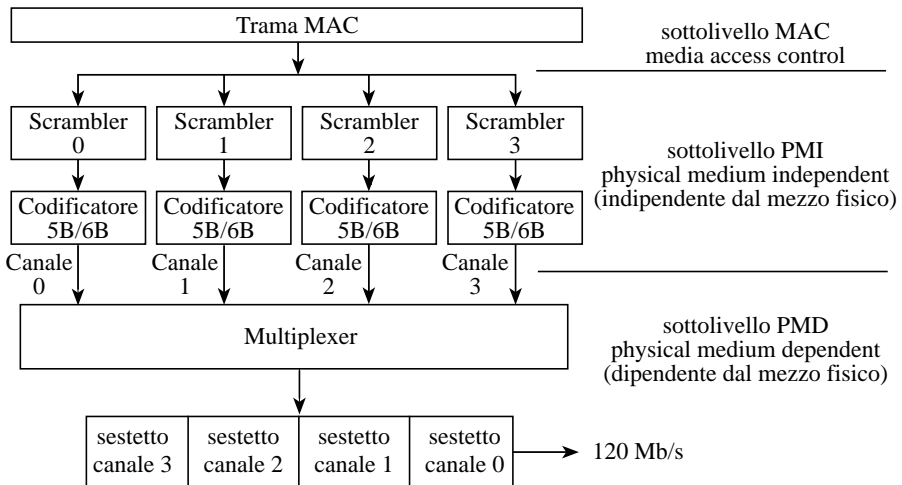 Trama MAC
sottolivello MAC
media access control
Scrambler
0
Scrambler
1
Scrambler
2
Scrambler
3
sottolivello PMI
physical medium independent
(indipendente dal mezzo fisico)
Codificatore
5B/6B
Codificatore
5B/6B
Codificatore
5B/6B
Codificatore
5B/6B
Canale
0
Canale
1
Canale
2
Canale
3
Multiplexer
sottolivello PMD
physical medium dependent
(dipendente dal mezzo fisico)
sestetto
canale 3
sestetto
canale 2
sestetto
canale 1
sestetto
canale 0
120 Mb/s